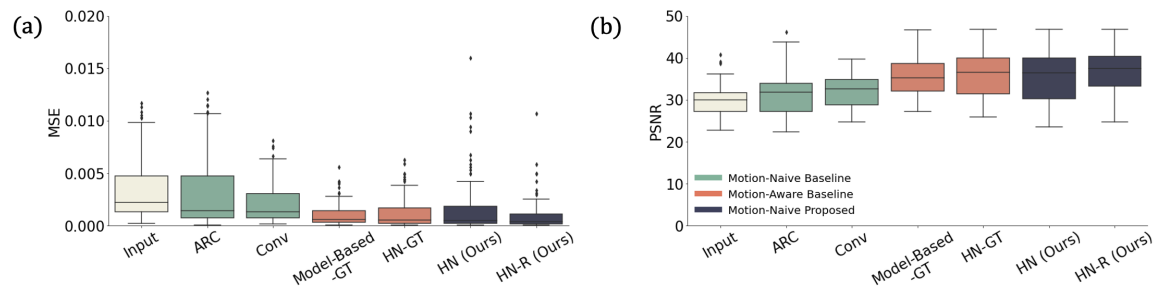 (a)
0.020
0.015
0.010
0.005
0.000
MSE
Input
ARC
Conv
Model-Based
-GT
HN-GT
HN (Ours)
HN-R (Ours)
(b)
50
40
30
20
10
0
PSNR
Motion-Naive Baseline
Motion-Aware Baseline
Motion-Naive Proposed
Input
ARC
Conv
Model-Based
-GT
HN-GT
HN (Ours)
HN-R (Ours)